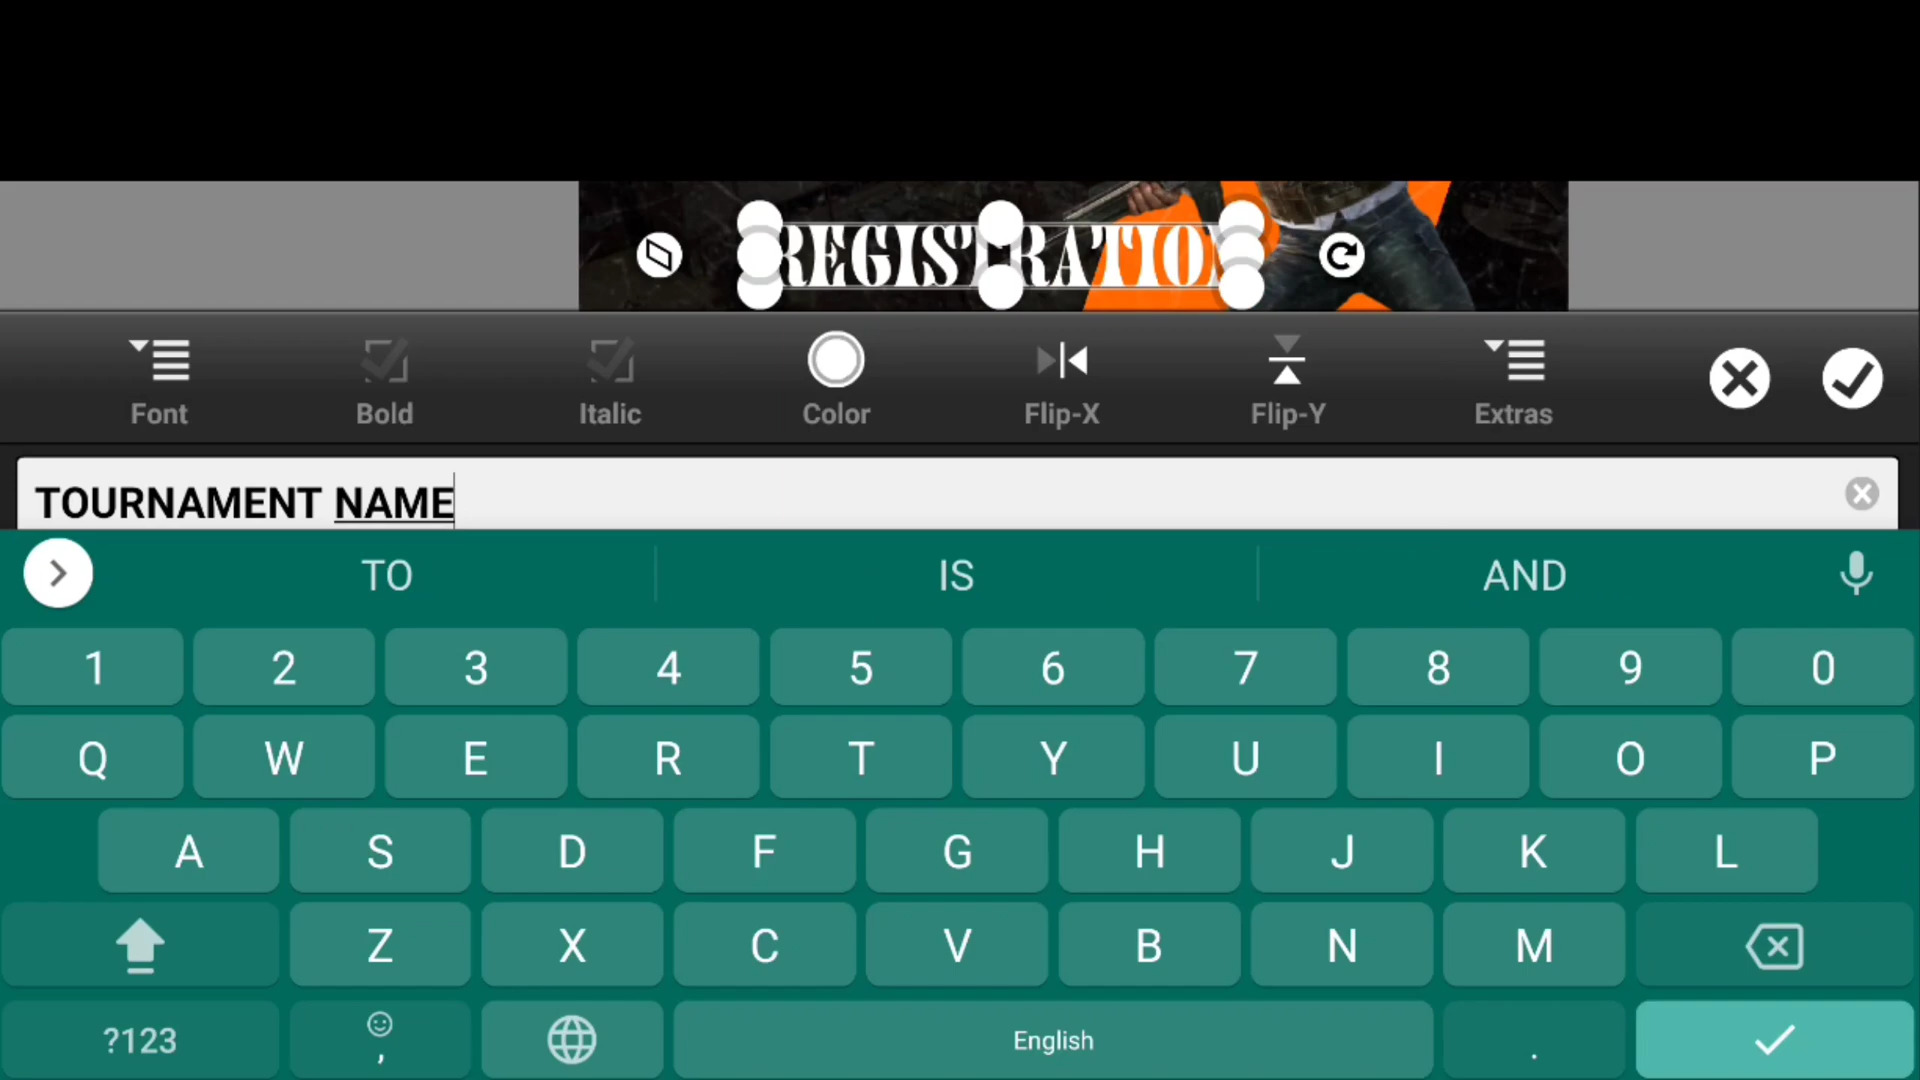 REGISTRATION
Font Bold Italic Color Flip-X Flip-Y Extras
TOURNAMENT NAME
TO IS AND
1 2 3 4 5 6 7 8 9 0
Q W E R T Y U I O P
A S D F G H J K L
Z X C V B N M
?123 , English .